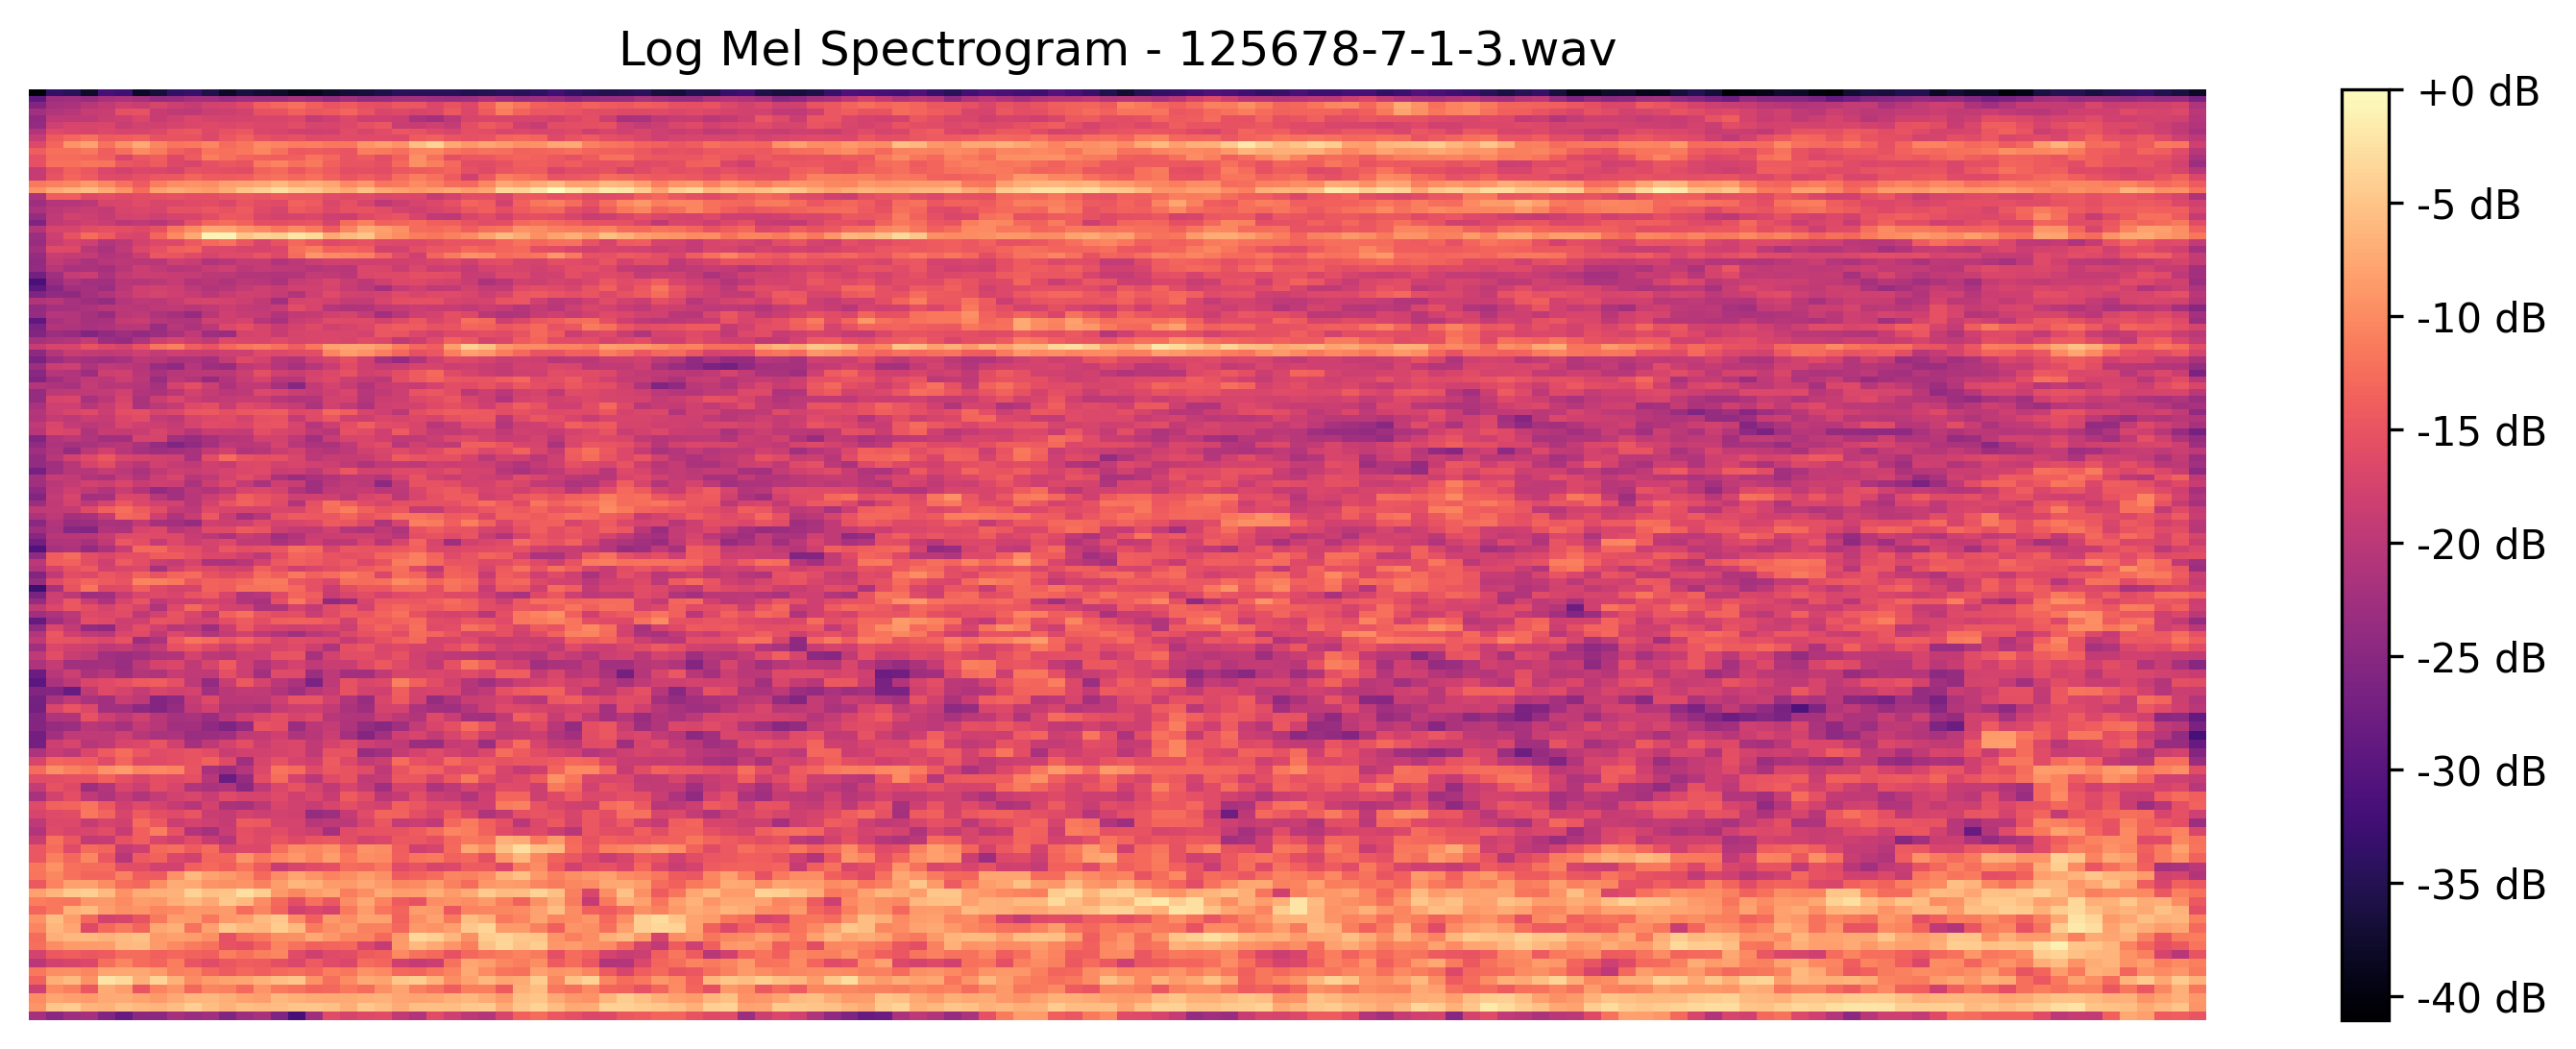 Log Mel Spectrogram - 125678-7-1-3.wav
+0 dB
-5 dB
-10 dB
-15 dB
-20 dB
-25 dB
-30 dB
-35 dB
-40 dB